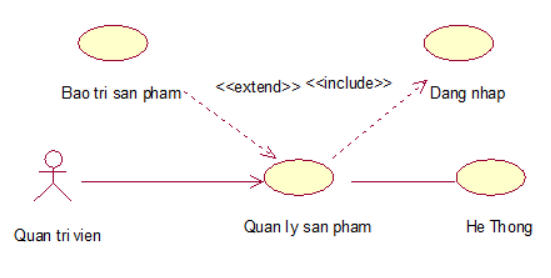 Bao tri san pham
<<extend>>
<<include>>
Dang nhap
Quan tri vien
Quan ly san pham
He Thong